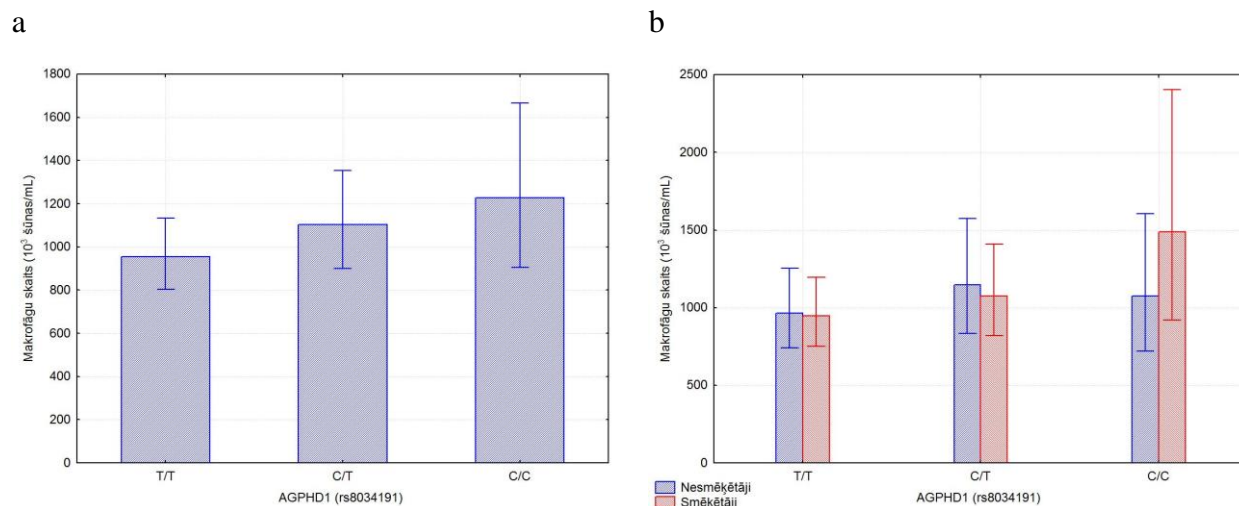 a
b
1800
1600
1400
1200
1000
800
600
400
200
0
Makrofāgu skaits (10³ šūnas/mL)
T/T
C/T
C/C
AGPHD1 (rs8034191)
2500
2000
1500
1000
500
0
Makrofāgu skaits (10³ šūnas/mL)
T/T
C/T
C/C
Nesmēķētāji
Smēķētāji
AGPHD1 (rs8034191)